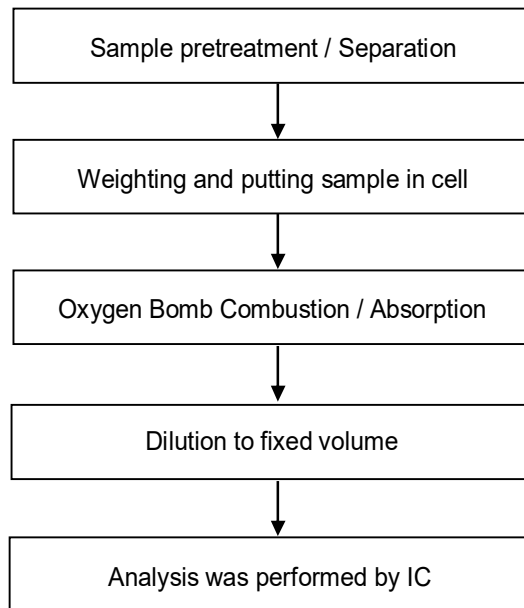 Sample pretreatment / Separation
Weighting and putting sample in cell
Oxygen Bomb Combustion / Absorption
Dilution to fixed volume
Analysis was performed by IC